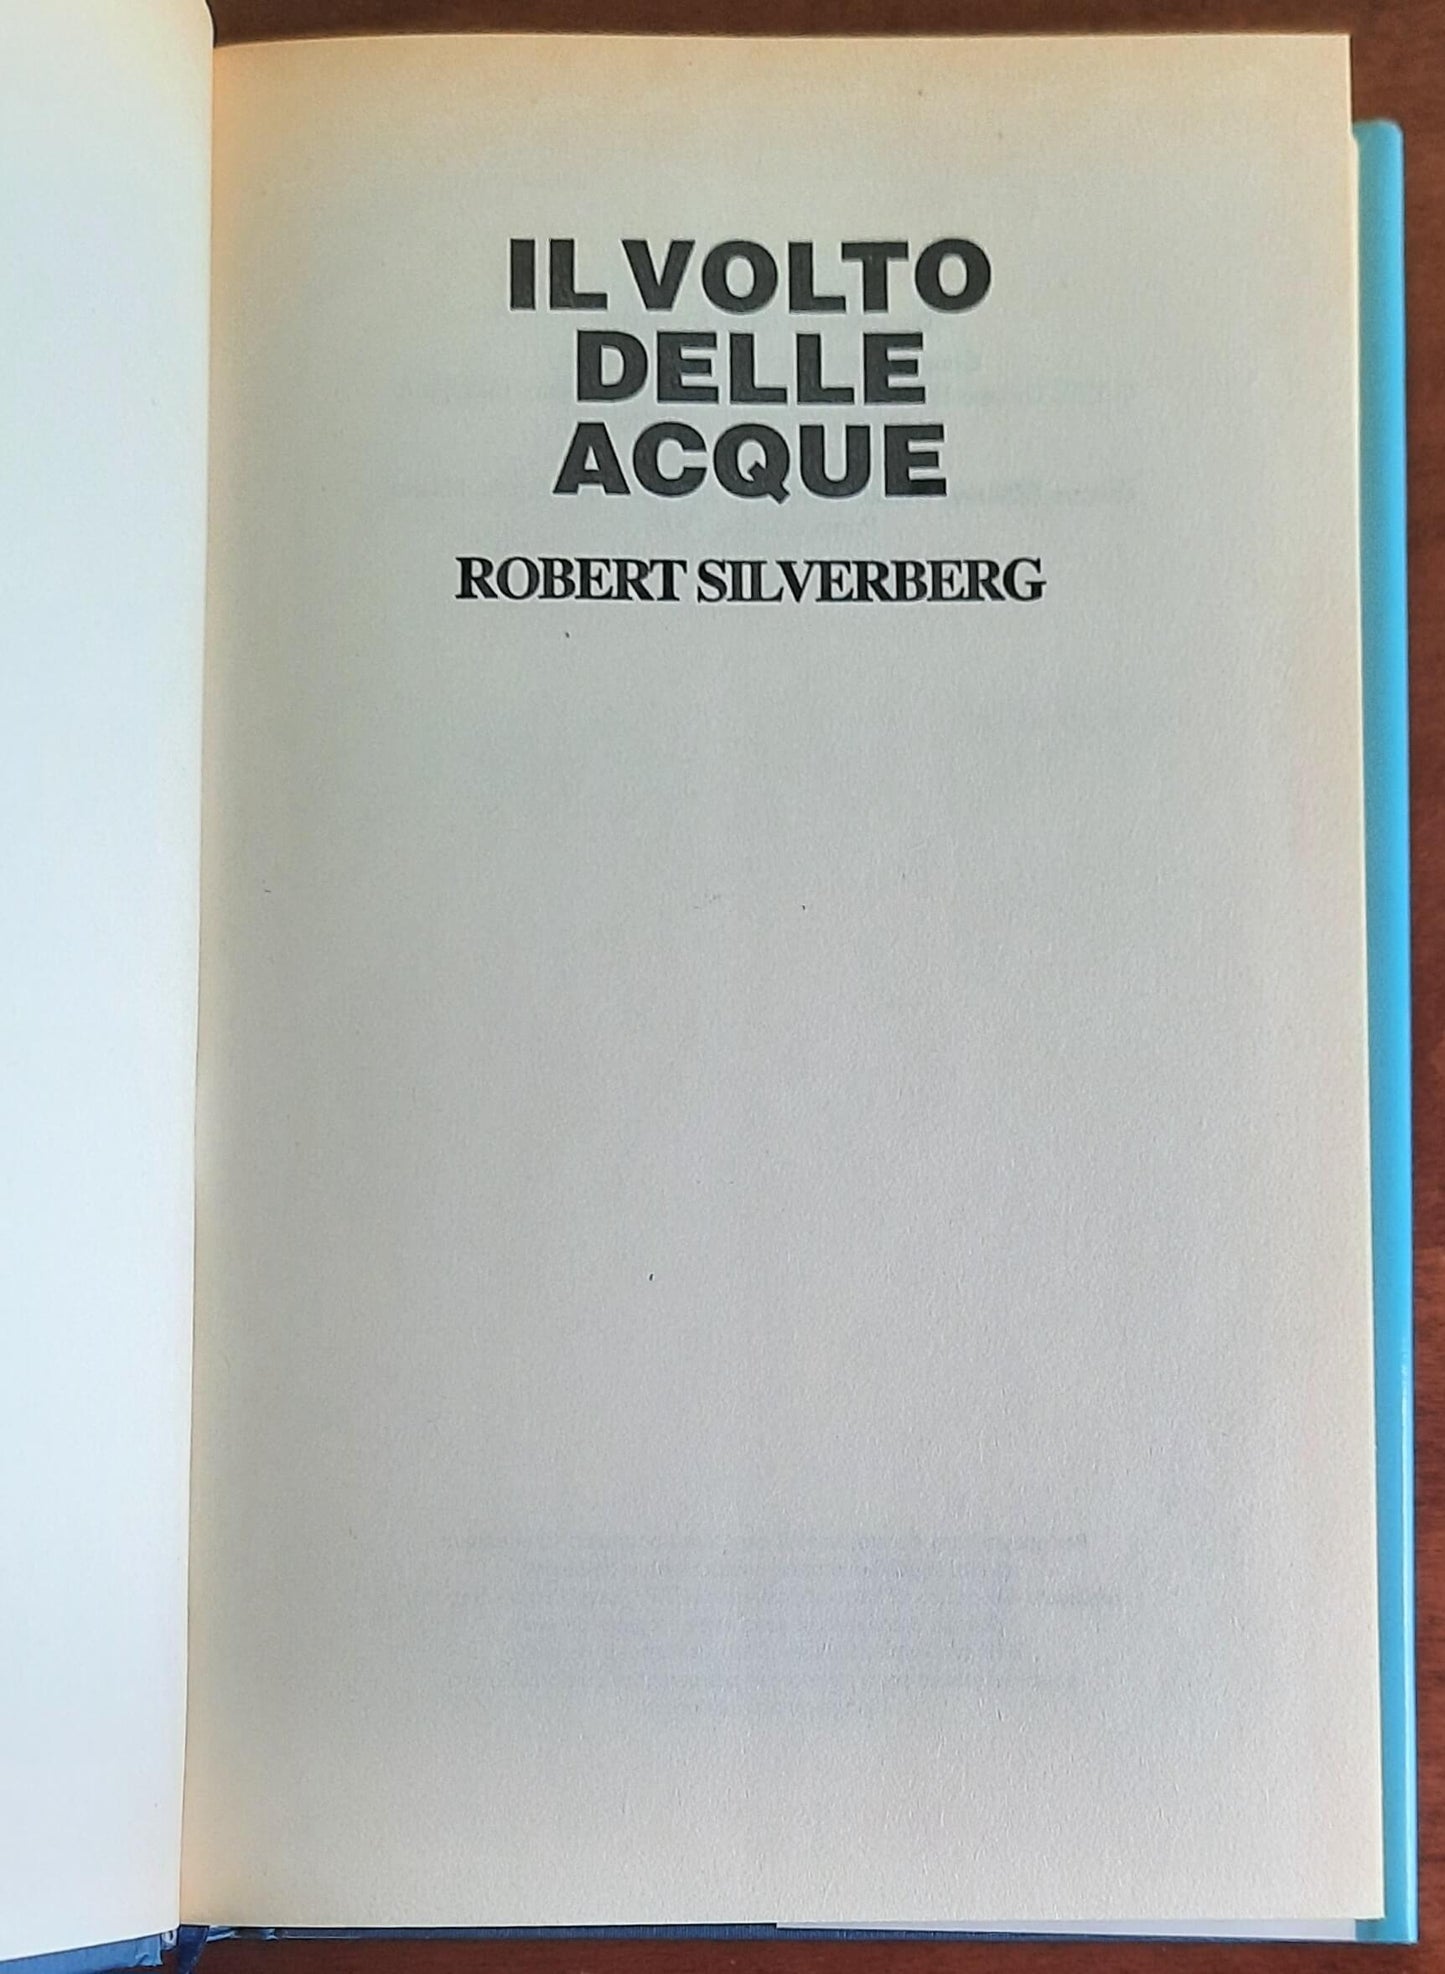 IL VOLTO
DELLE
ACQUE
ROBERT SILVERBERG